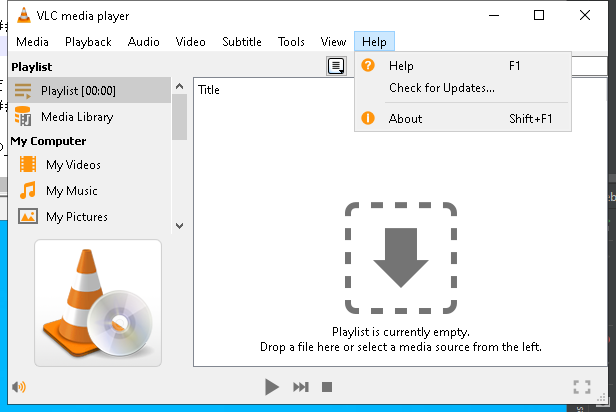 VLC media player
Media Playback Audio Video Subtitle Tools View Help
Playlist
Playlist [00:00]
Media Library
My Computer
My Videos
My Music
My Pictures
Title
Help F1
Check for Updates...
About Shift+F1
Playlist is currently empty.
Drop a file here or select a media source from the left.